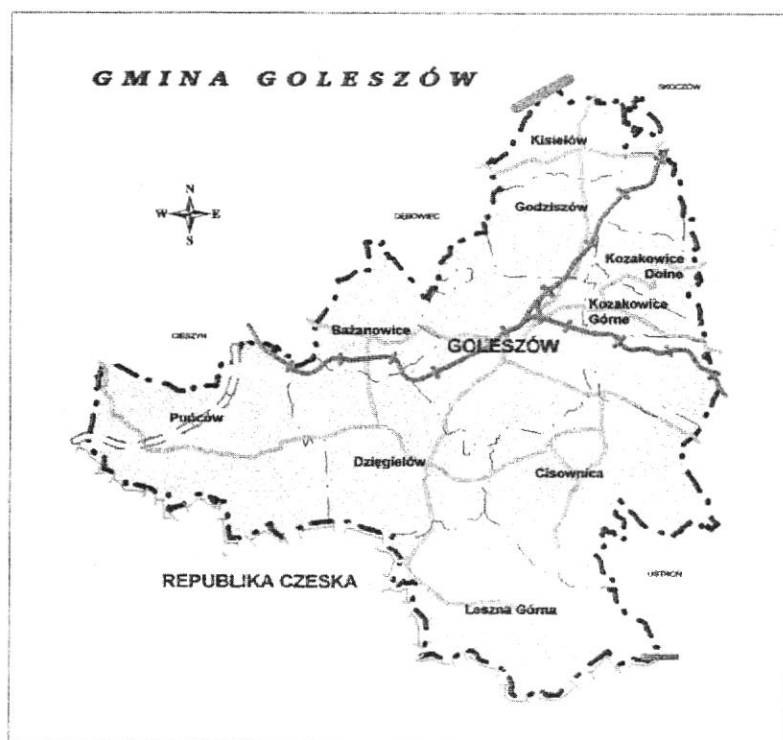 GMINA GOLESZÓW
SKOCZÓW
Kisielów
N
W E
S
Godziszów
DĘBOWIEC
Kozakowice
Dolne
Kozakowice
Górne
CIESZYN
Bażanowice
GOLESZÓW
Puńców
Dzięgielów
Cisownica
REPUBLIKA CZESKA
USTROŃ
Leszna Górna